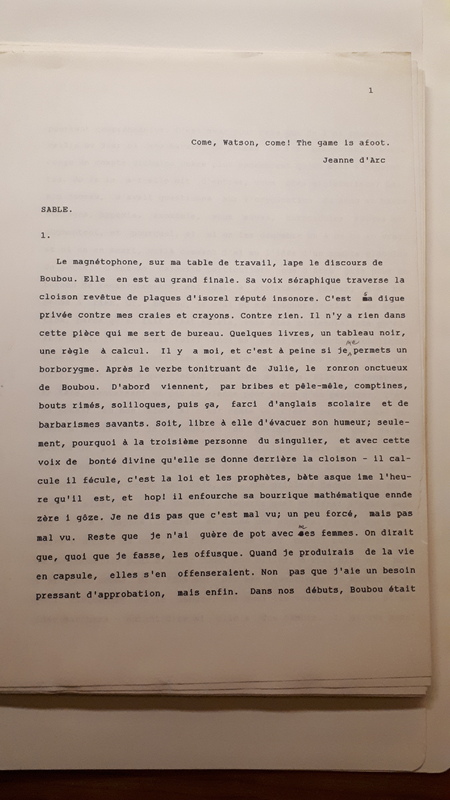 1
Come, Watson, come! The game is afoot.
Jeanne d'Arc
SABLE.
1.
Le magnétophone, sur ma table de travail, lape le discours de
Boubou. Elle en est au grand finale. Sa voix séraphique traverse la
cloison revêtue de plaques d'isorel réputé insonore. C'est sa digue
privée contre mes craies et crayons. Contre rien. Il n'y a rien dans
cette pièce qui me sert de bureau. Quelques livres, un tableau noir,
une règle à calcul. Il y a moi, et c'est à peine si je me permets un
borborygme. Après le verbe tonitruant de Julie, le ronron onctueux
de Boubou. D'abord viennent, par bribes et pêle-mêle, comptines,
bouts rimés, soliloques, puis ça, farci d'anglais scolaire et de
barbarismes savants. Soit, libre à elle d'évacuer son humeur; seule-
ment, pourquoi à la troisième personne du singulier, et avec cette
voix de bonté divine qu'elle se donne derrière la cloison - il cal-
cule il fécule, c'est la loi et les prophètes, bète asque ime l'heu-
re qu'il est, et hop! il enfourche sa bourrique mathématique ennde
zère i gôze. Je ne dis pas que c'est mal vu; un peu forcé, mais pas
mal vu. Reste que je n'ai guère de pot avec mes femmes. On dirait
que, quoi que je fasse, les offusque. Quand je produirais de la vie
en capsule, elles s'en offenseraient. Non pas que j'aie un besoin
pressant d'approbation, mais enfin. Dans nos débuts, Boubou était